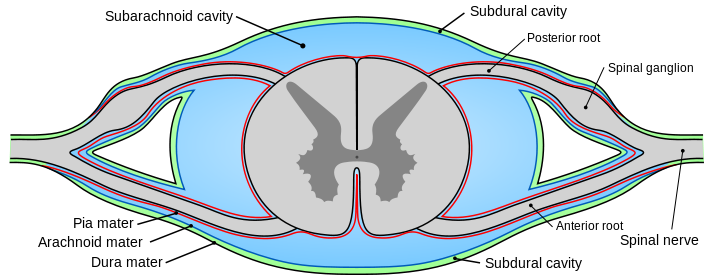 Subarachnoid cavity
Subdural cavity
Posterior root
Spinal ganglion
Pia mater
Arachnoid mater
Dura mater
Anterior root
Spinal nerve
Subdural cavity